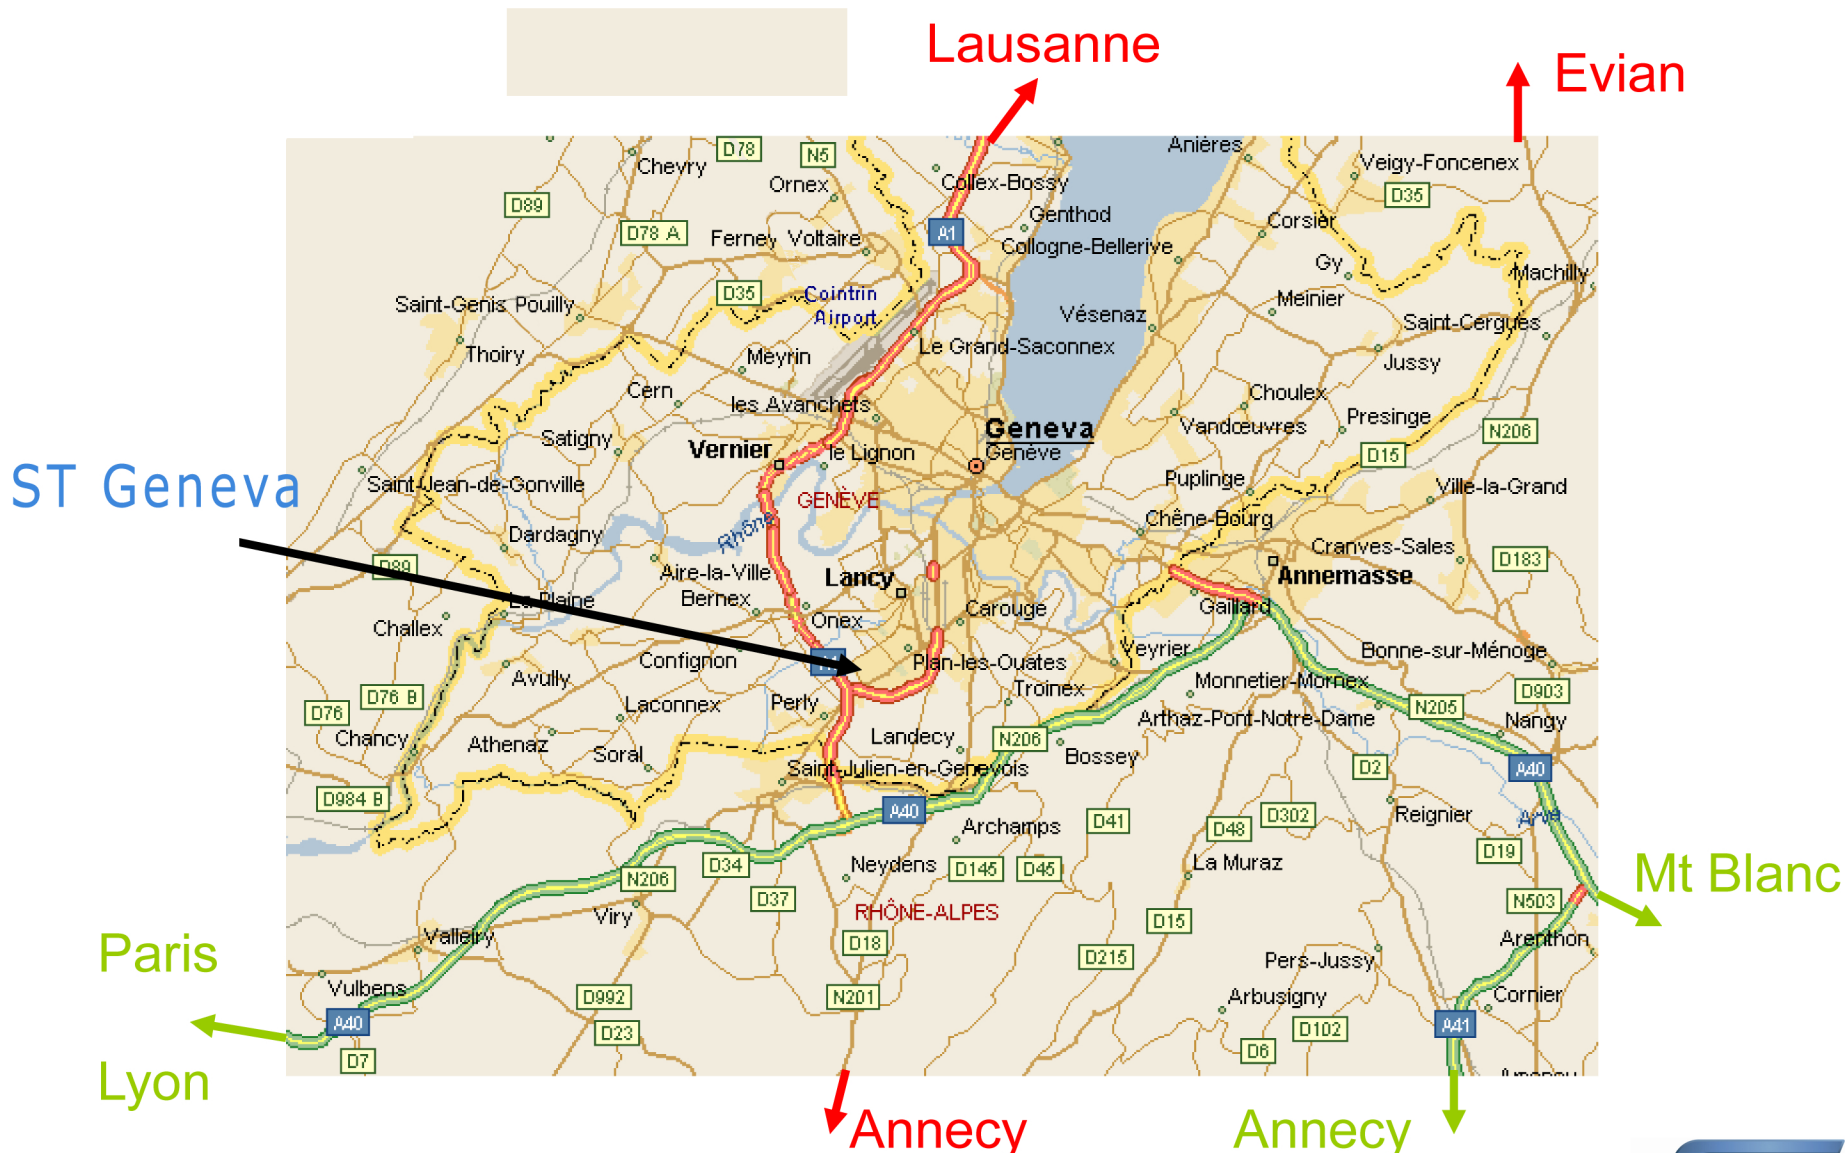 Lausanne
Evian
D78
N5
Anières
Chevry
Veigy-Foncenex
Ornex
Collex-Bossy
D35
D89
Genthod
Corsier
D78 A
Ferney Voltaire
A1
Collogne-Bellerive
Gy
Machilly
D35
Cointrin
Airport
Meinier
Saint-Genis Pouilly
Vésenaz
Saint-Cergues
Thoiry
Meyrin
Le Grand-Saconnex
Jussy
Cern
les Avanchets
Choulex
Presinge
Satigny
Geneva
Vandœuvres
N206
Vernier
le Lignon
Genève
D15
ST Geneva
Saint-Jean-de-Gonville
GENÈVE
Puplinge
Ville-la-Grand
Rhône
Chêne-Bourg
Dardagny
Cranves-Sales
D183
D89
Aire-la-Ville
Lancy
Annemasse
La Plaine
Bernex
Carouge
Gaillard
Challex
Onex
Confignon
Plan-les-Ouates
Veyrier
Bonne-sur-Ménoge
Avully
Monnetier-Mornex
D76 B
Troinex
D903
D76
Laconnex
Perly
Arthaz-Pont-Notre-Dame
N205
Nangy
Chancy
Athenaz
Soral
Landecy
N206
Bossey
D2
A40
Saint-Julien-en-Genevois
D984 B
A40
Archamps
D41
D48
D302
Reignier
Arve
D34
Neydens
D145
D45
La Muraz
D19
Mt Blanc
N206
D37
N503
Viry
RHÔNE-ALPES
D15
Valleiry
D18
Arenthon
Paris
D215
Pers-Jussy
Vulbens
D992
N201
Arbusigny
Cornier
A40
D23
D102
A41
D7
D6
Lyon
Annecy
Annecy